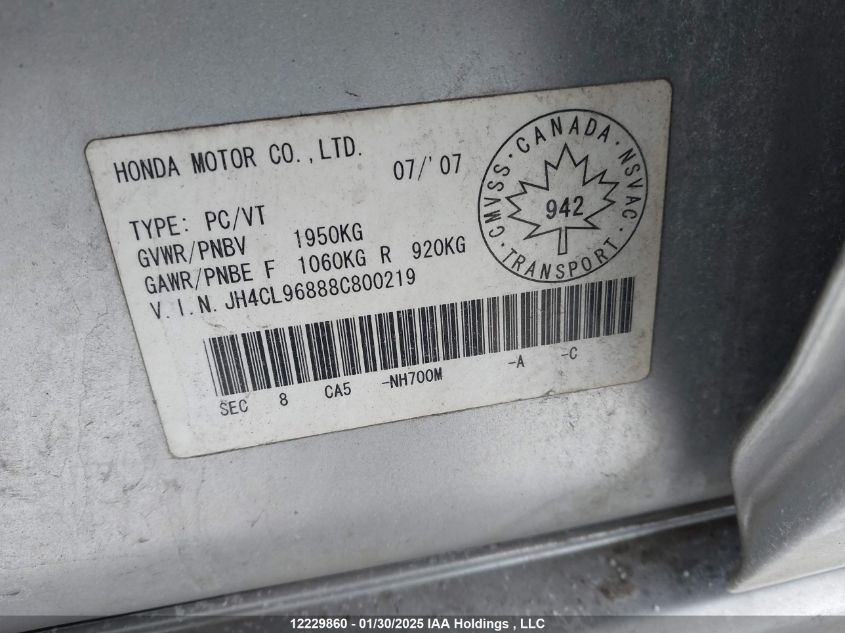 HONDA MOTOR CO.,LTD. 07/'07
TYPE: PC/VT
GVWR/PNBV 1950KG
GAWR/PNBE F 1060KG R 920KG
V.I.N. JH4CL96888C800219
CMVSS · CANADA · NSVAC · TRANSPORT ·
942
SEC 8 CA5 -NH700M -A -C
12229860 - 01/30/2025 IAA Holdings , LLC